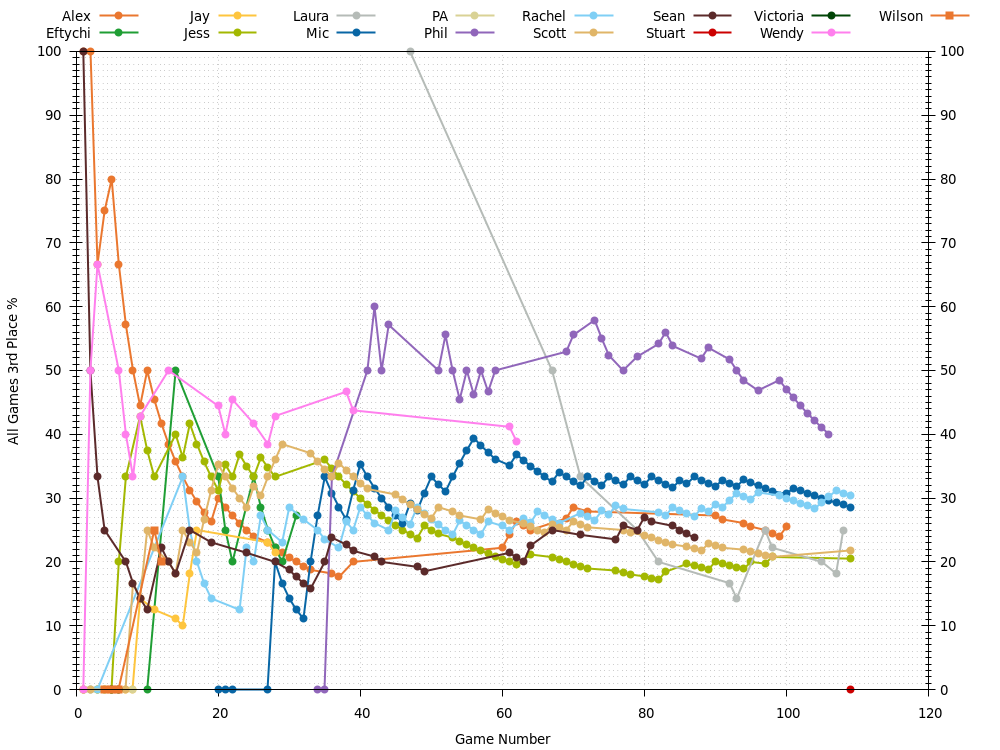 Alex Jay Laura PA Rachel Sean Victoria Wilson
Eftychi Jess Mic Phil Scott Stuart Wendy
100 100
90 90
80 80
70 70
60 60
50 50
40 40
30 30
20 20
10 10
0 0
0 20 40 60 80 100 120
All Games 3rd Place %
Game Number